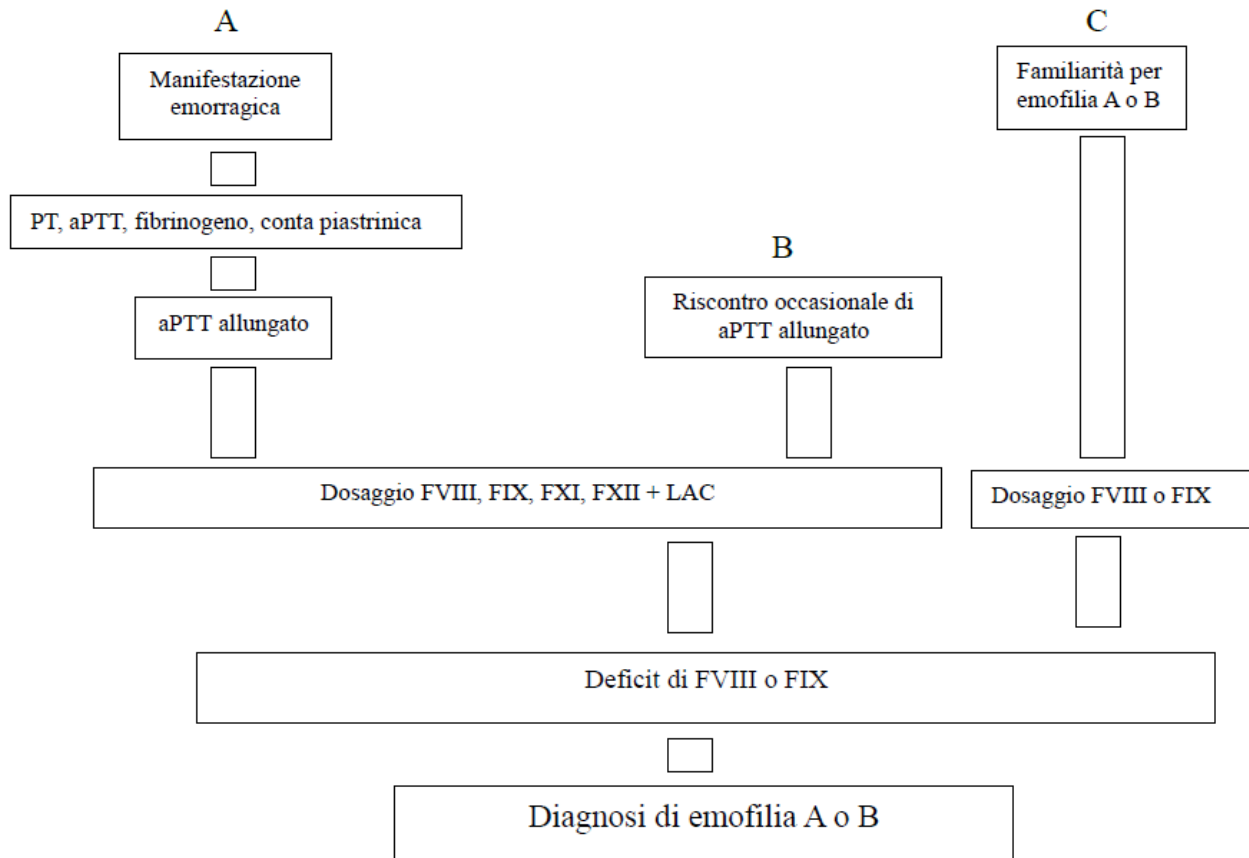 A
Manifestazione
emorragica
PT, aPTT, fibrinogeno, conta piastrinica
aPTT allungato
B
Riscontro occasionale di
aPTT allungato
C
Familiarità per
emofilia A o B
Dosaggio FVIII, FIX, FXI, FXII + LAC
Dosaggio FVIII o FIX
Deficit di FVIII o FIX
Diagnosi di emofilia A o B